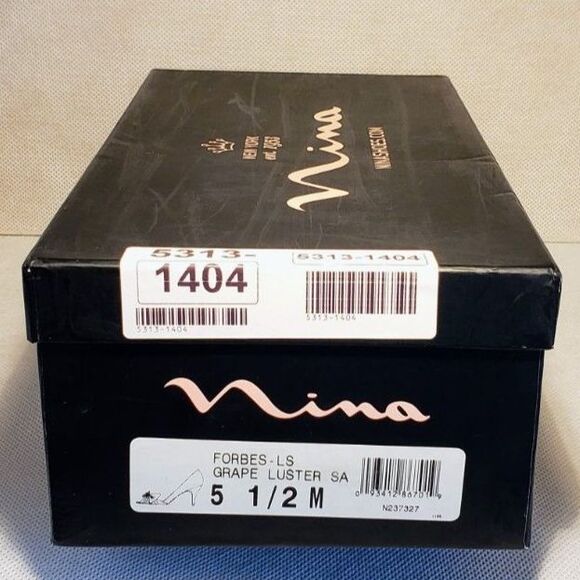 NEW YORK
est. 1953
Nina
NINASHOES.COM
5313-
1404
5313-1404
5313-1404
5313-1404
Nina
FORBES-LS
GRAPE LUSTER SA
5 1/2 M
N237327